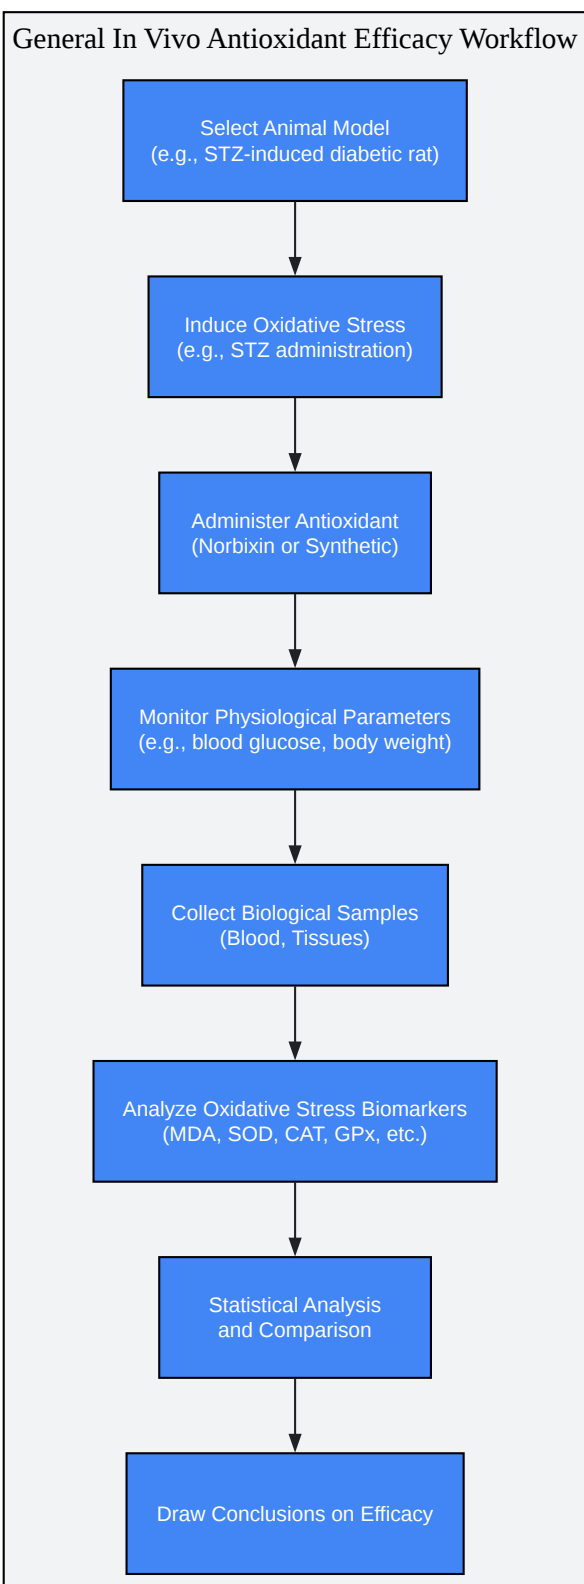 General In Vivo Antioxidant Efficacy Workflow
Select Animal Model
(e.g., STZ-induced diabetic rat)
Induce Oxidative Stress
(e.g., STZ administration)
Administer Antioxidant
(Norbixin or Synthetic)
Monitor Physiological Parameters
(e.g., blood glucose, body weight)
Collect Biological Samples
(Blood, Tissues)
Analyze Oxidative Stress Biomarkers
(MDA, SOD, CAT, GPx, etc.)
Statistical Analysis
and Comparison
Draw Conclusions on Efficacy